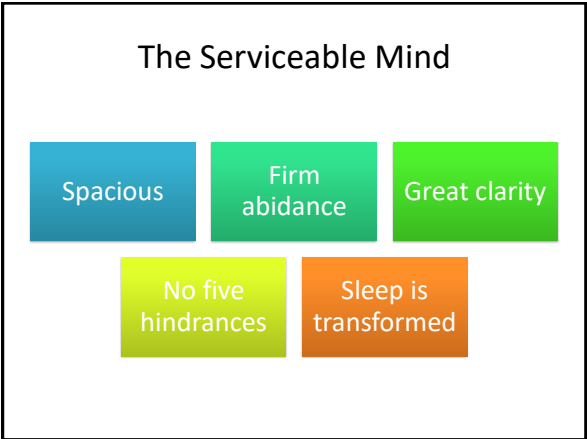 The Serviceable Mind
Spacious
Firm
abidance
Great clarity
No five
hindrances
Sleep is
transformed